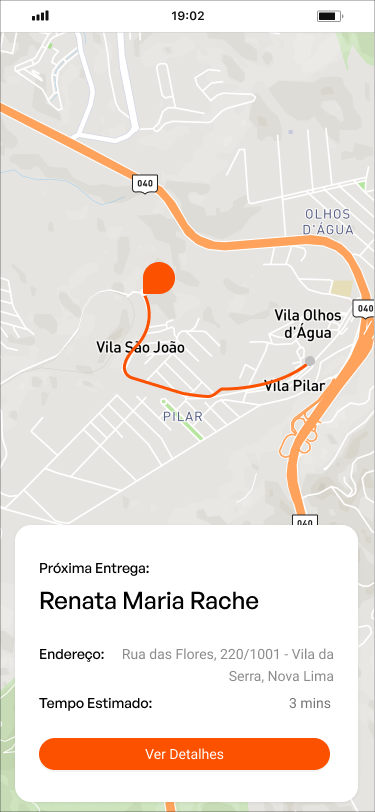 19:02
040
OLHOS
D'ÁGUA
040
Vila Olhos
d'Água
Vila São João
Vila Pilar
PILAR
040
Próxima Entrega:
Renata Maria Rache
Endereço: Rua das Flores, 220/1001 - Vila da
Serra, Nova Lima
Tempo Estimado: 3 mins
Ver Detalhes